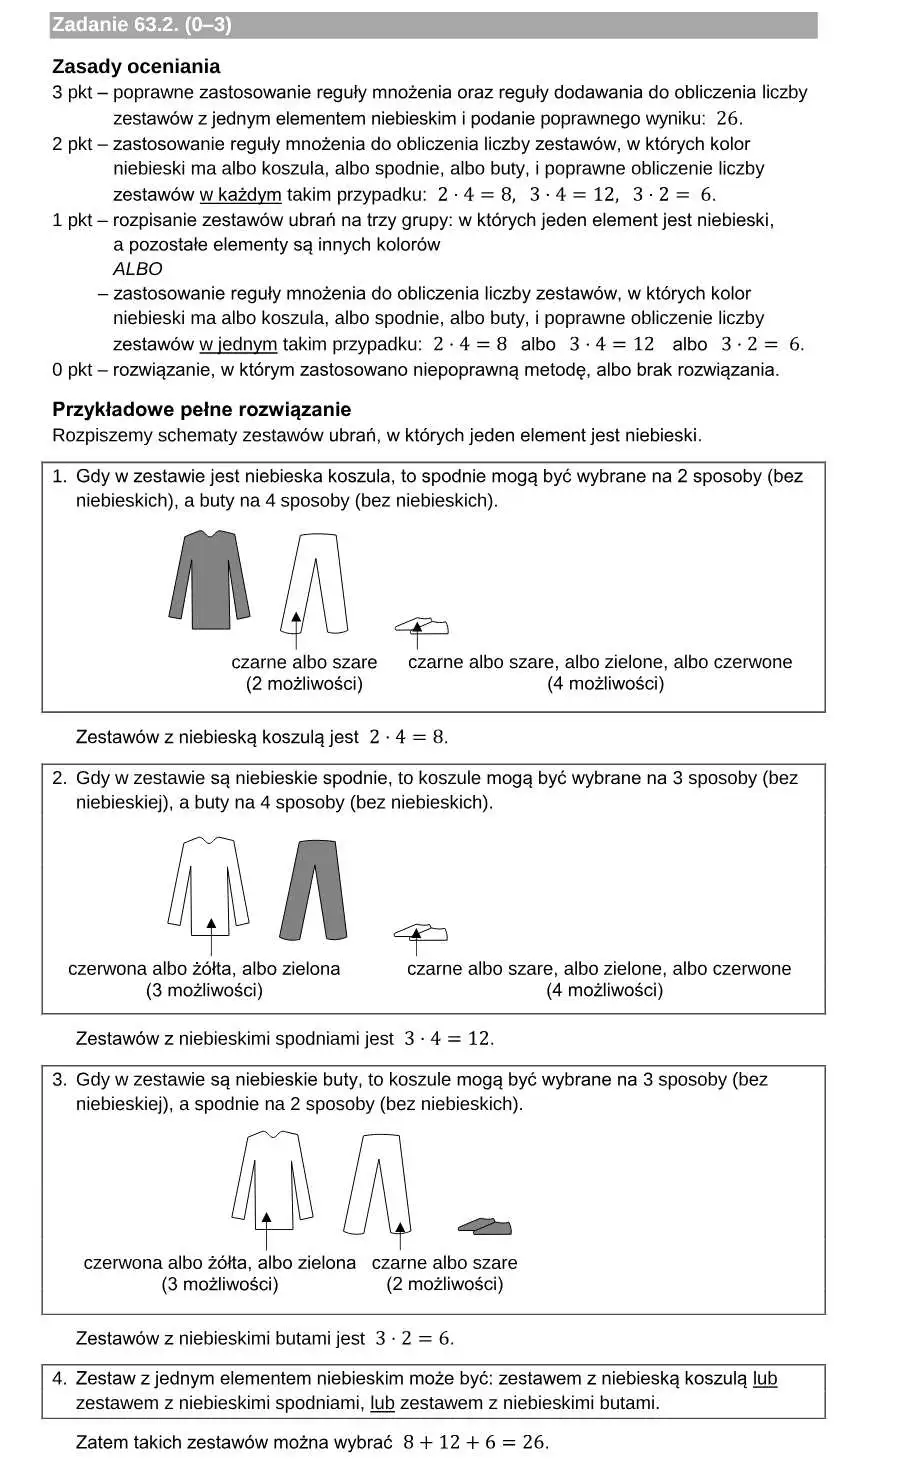 Zadanie 63.2. (0–3)
Zasady oceniania
3 pkt – poprawne zastosowanie reguły mnożenia oraz reguły dodawania do obliczenia liczby
zestawów z jednym elementem niebieskim i podanie poprawnego wyniku: 26.
2 pkt – zastosowanie reguły mnożenia do obliczenia liczby zestawów, w których kolor
niebieski ma albo koszula, albo spodnie, albo buty, i poprawne obliczenie liczby
zestawów w każdym takim przypadku: 2 · 4 = 8, 3 · 4 = 12, 3 · 2 = 6.
1 pkt – rozpisanie zestawów ubrań na trzy grupy: w których jeden element jest niebieski,
a pozostałe elementy są innych kolorów
ALBO
– zastosowanie reguły mnożenia do obliczenia liczby zestawów, w których kolor
niebieski ma albo koszula, albo spodnie, albo buty, i poprawne obliczenie liczby
zestawów w jednym takim przypadku: 2 · 4 = 8 albo 3 · 4 = 12 albo 3 · 2 = 6.
0 pkt – rozwiązanie, w którym zastosowano niepoprawną metodę, albo brak rozwiązania.
Przykładowe pełne rozwiązanie
Rozpiszemy schematy zestawów ubrań, w których jeden element jest niebieski.
1. Gdy w zestawie jest niebieska koszula, to spodnie mogą być wybrane na 2 sposoby (bez
niebieskich), a buty na 4 sposoby (bez niebieskich).
czarne albo szare czarne albo szare, albo zielone, albo czerwone
(2 możliwości) (4 możliwości)
Zestawów z niebieską koszulą jest 2 · 4 = 8.
2. Gdy w zestawie są niebieskie spodnie, to koszule mogą być wybrane na 3 sposoby (bez
niebieskiej), a buty na 4 sposoby (bez niebieskich).
czerwona albo żółta, albo zielona czarne albo szare, albo zielone, albo czerwone
(3 możliwości) (4 możliwości)
Zestawów z niebieskimi spodniami jest 3 · 4 = 12.
3. Gdy w zestawie są niebieskie buty, to koszule mogą być wybrane na 3 sposoby (bez
niebieskiej), a spodnie na 2 sposoby (bez niebieskich).
czerwona albo żółta, albo zielona czarne albo szare
(3 możliwości) (2 możliwości)
Zestawów z niebieskimi butami jest 3 · 2 = 6.
4. Zestaw z jednym elementem niebieskim może być: zestawem z niebieską koszulą lub
zestawem z niebieskimi spodniami, lub zestawem z niebieskimi butami.
Zatem takich zestawów można wybrać 8 + 12 + 6 = 26.